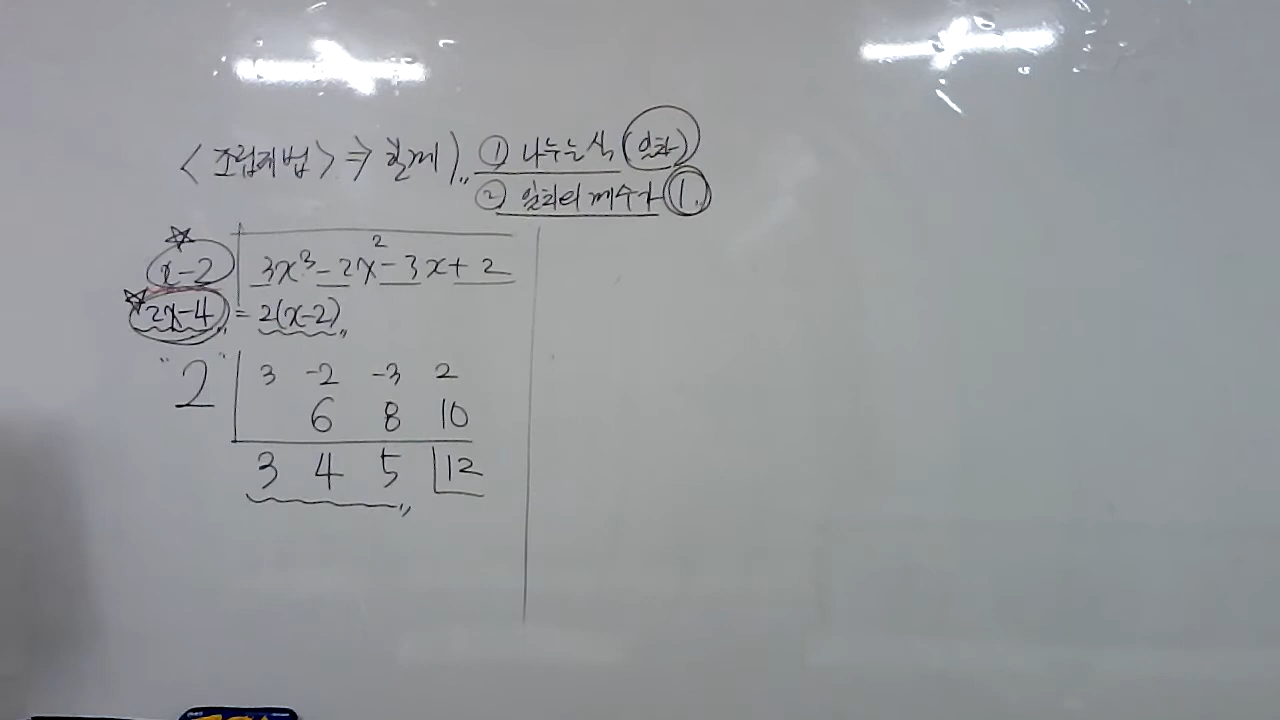 <조립제법> ⇒ 할 때) ① 나누는 식 (일차)
② 일차의 계수가 1.
x-2 | 3x³-2x²-3x+2
2x-4 = 2(x-2)
"2" | 3 -2 -3 2
6 8 10
3 4 5 |12